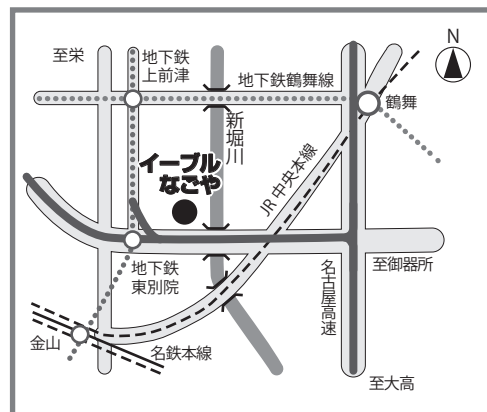 至栄
地下鉄
上前津
地下鉄鶴舞線
N
鶴舞
新堀川
イーブル
なごや
JR中央本線
地下鉄
東別院
名古屋高速
至御器所
金山
名鉄本線
至大高